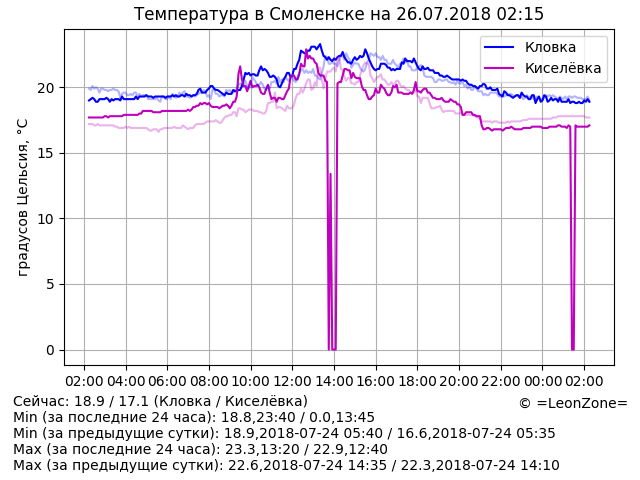 Температура в Смоленске на 26.07.2018 02:15
Кловка
Киселёвка
градусов Цельсия, °C
20
15
10
5
0
02:00 04:00 06:00 08:00 10:00 12:00 14:00 16:00 18:00 20:00 22:00 00:00 02:00
Сейчас: 18.9 / 17.1 (Кловка / Киселёвка)
© =LeonZone=
Min (за последние 24 часа): 18.8,23:40 / 0.0,13:45
Min (за предыдущие сутки): 18.9,2018-07-24 05:40 / 16.6,2018-07-24 05:35
Max (за последние 24 часа): 23.3,13:20 / 22.9,12:40
Max (за предыдущие сутки): 22.6,2018-07-24 14:35 / 22.3,2018-07-24 14:10